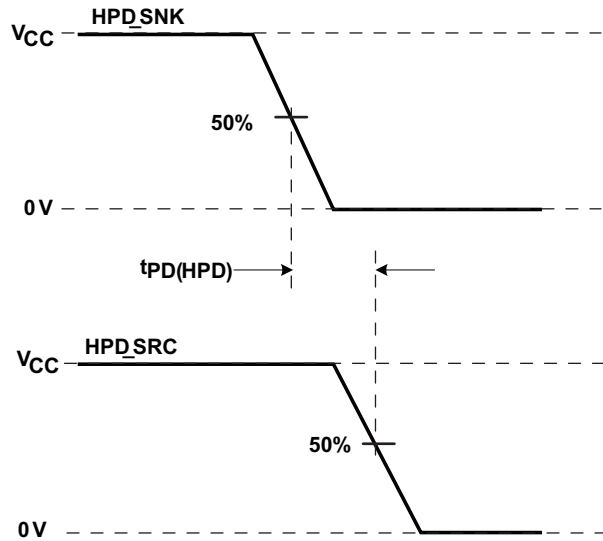 HPD_SNK
VCC
50%
0 V
tPD(HPD)
HPD_SRC
VCC
50%
0 V